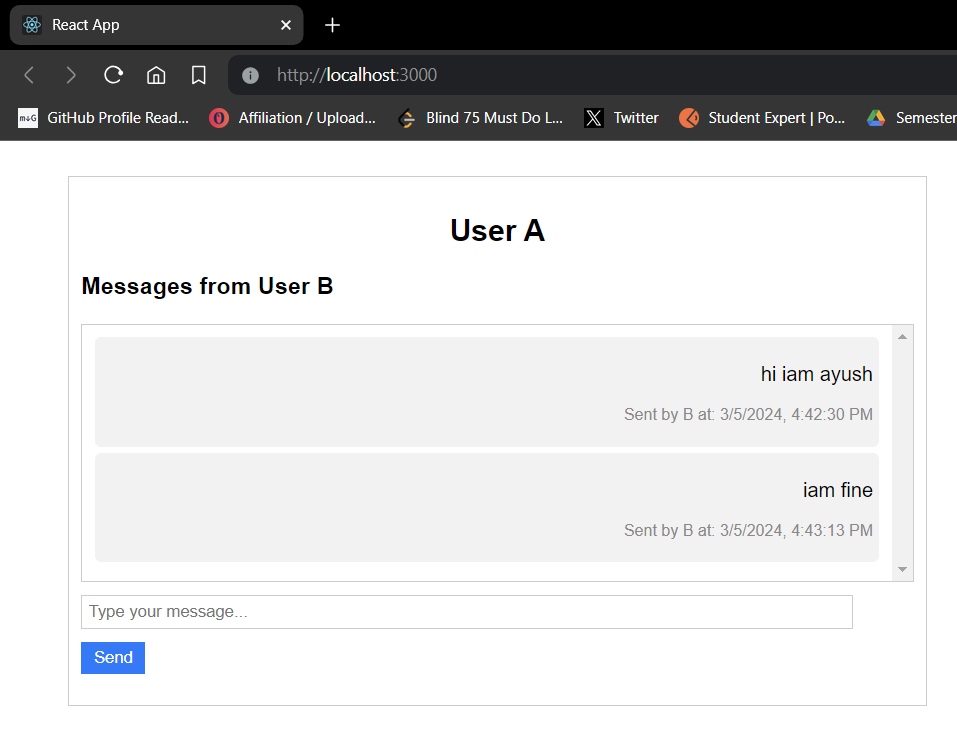 React App
http://localhost:3000
GitHub Profile Read... Affiliation / Upload... Blind 75 Must Do L... Twitter Student Expert | Po... Semester
User A
Messages from User B
hi iam ayush
Sent by B at: 3/5/2024, 4:42:30 PM
iam fine
Sent by B at: 3/5/2024, 4:43:13 PM
Type your message...
Send